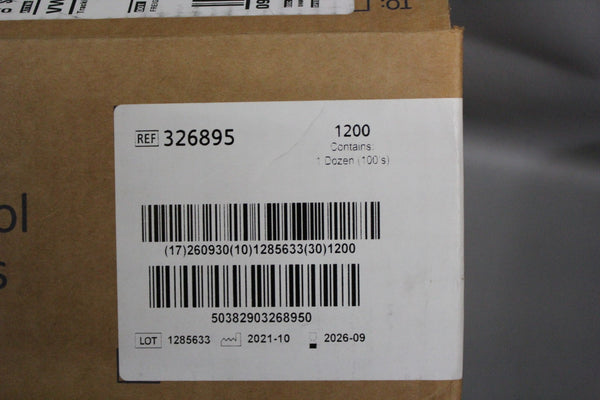 TO:
REF 326895
1200
Contains:
1 Dozen (100's)
(17)260930(10)1285633(30)1200
50382903268950
LOT 1285633 2021-10 2026-09